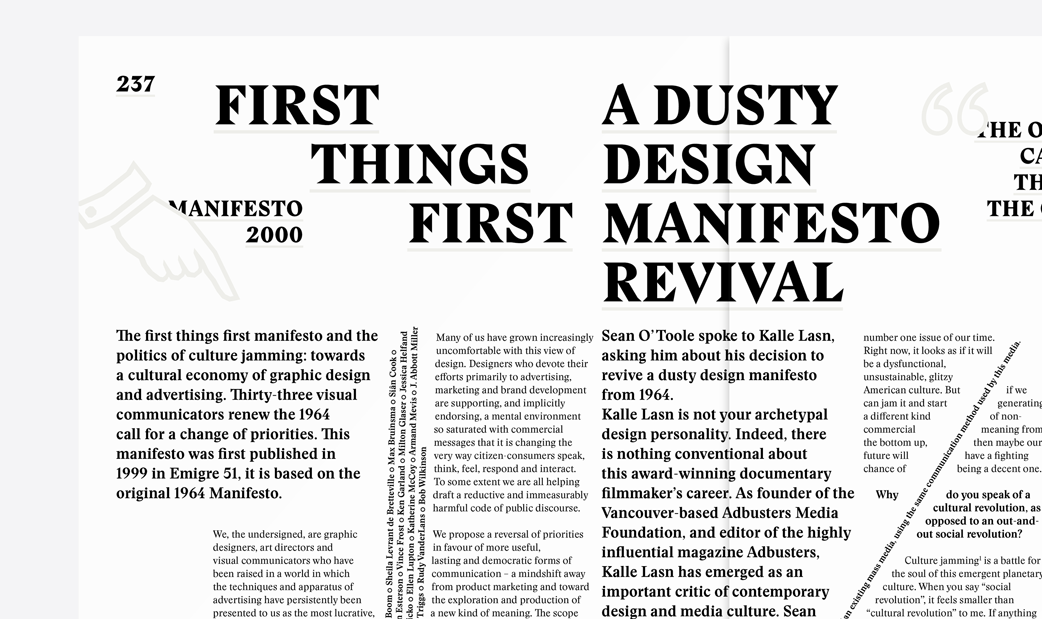 237
FIRST
THINGS
FIRST
MANIFESTO
2000
The first things first manifesto and the
politics of culture jamming: towards
a cultural economy of graphic design
and advertising. Thirty-three visual
communicators renew the 1964
call for a change of priorities. This
manifesto was first published in
1999 in Emigre 51, it is based on the
original 1964 Manifesto.
We, the undersigned, are graphic
designers, art directors and
visual communicators who have
been raised in a world in which
the techniques and apparatus of
advertising have persistently been
presented to us as the most lucrative,
Boom o Sheila Levrant de Bretteville o Max Bruinsma o Siân Cook o
Esterson o Vince Frost o Ken Garland o Milton Glaser o Jessica Helfand
o Ellen Lupton o Katherine McCoy o Armand Mevis o J. Abbott Miller
Triggs o Rudy VanderLans o Bob Wilkinson
Many of us have grown increasingly
uncomfortable with this view of
design. Designers who devote their
efforts primarily to advertising,
marketing and brand development
are supporting, and implicitly
endorsing, a mental environment
so saturated with commercial
messages that it is changing the
very way citizen-consumers speak,
think, feel, respond and interact.
To some extent we are all helping
draft a reductive and immeasurably
harmful code of public discourse.
We propose a reversal of priorities
in favour of more useful,
lasting and democratic forms of
communication – a mindshift away
from product marketing and toward
the exploration and production of
a new kind of meaning. The scope
A DUSTY
DESIGN
MANIFESTO
REVIVAL
Sean O’Toole spoke to Kalle Lasn,
asking him about his decision to
revive a dusty design manifesto
from 1964.
Kalle Lasn is not your archetypal
design personality. Indeed, there
is nothing conventional about
this award-winning documentary
filmmaker’s career. As founder of the
Vancouver-based Adbusters Media
Foundation, and editor of the highly
influential magazine Adbusters,
Kalle Lasn has emerged as an
important critic of contemporary
design and media culture. Sean
“
THE
THE
number one issue of our time.
Right now, it looks as if it will
be a dysfunctional,
unsustainable, glitzy
American culture. But if we
can jam it and start generating
a different kind of non-
commercial meaning from
the bottom up, then maybe our
future will have a fighting
chance of being a decent one.
an existing mass media, using the same communication method used by this media.
Why do you speak of a
cultural revolution, as
opposed to an out-and-
out social revolution?
Culture jamming¹ is a battle for
the soul of this emergent planetary
culture. When you say “social
revolution”, it feels smaller than
“cultural revolution” to me. If anything